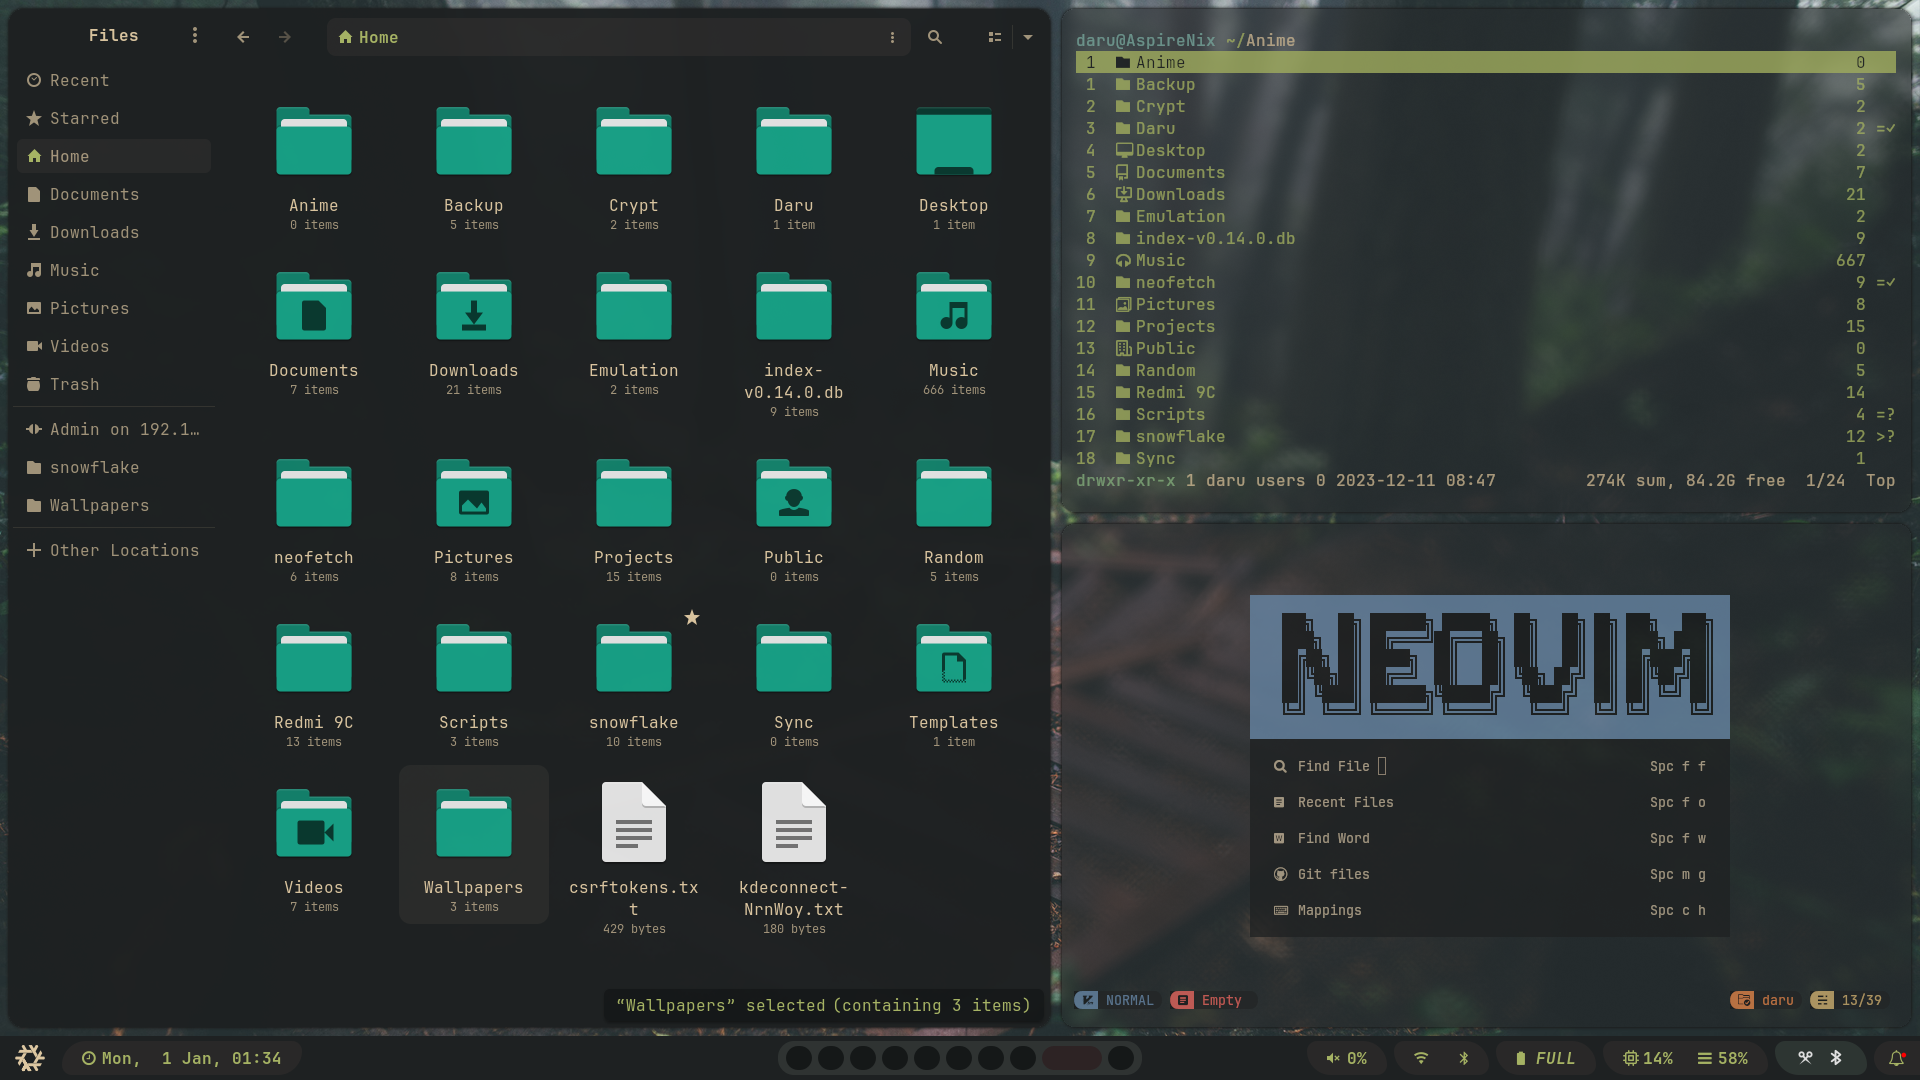 Files
Home
Recent
Starred
Home
Documents
Downloads
Music
Pictures
Videos
Trash
Admin on 192.1…
snowflake
Wallpapers
Other Locations
Anime
0 items
Backup
5 items
Crypt
2 items
Daru
1 item
Desktop
1 item
Documents
7 items
Downloads
21 items
Emulation
2 items
index-
v0.14.0.db
9 items
Music
666 items
neofetch
6 items
Pictures
8 items
Projects
15 items
Public
0 items
Random
5 items
Redmi 9C
13 items
Scripts
3 items
snowflake
10 items
Sync
0 items
Templates
1 item
Videos
7 items
Wallpapers
3 items
csrftokens.tx
t
429 bytes
kdeconnect-
NrnWoy.txt
180 bytes
“Wallpapers” selected (containing 3 items)
daru@AspireNix ~/Anime
1 Anime 0
1 Backup 5
2 Crypt 2
3 Daru 2 =✓
4 Desktop 2
5 Documents 7
6 Downloads 21
7 Emulation 2
8 index-v0.14.0.db 9
9 Music 667
10 neofetch 9 =✓
11 Pictures 8
12 Projects 15
13 Public 0
14 Random 5
15 Redmi 9C 14
16 Scripts 4 =?
17 snowflake 12 >?
18 Sync 1
drwxr-xr-x 1 daru users 0 2023-12-11 08:47 274K sum, 84.2G free 1/24 Top
NEOVIM
Find File Spc f f
Recent Files Spc f o
Find Word Spc f w
Git files Spc m g
Mappings Spc c h
NORMAL Empty daru 13/39
Mon, 1 Jan, 01:34 0% FULL 14% 58%